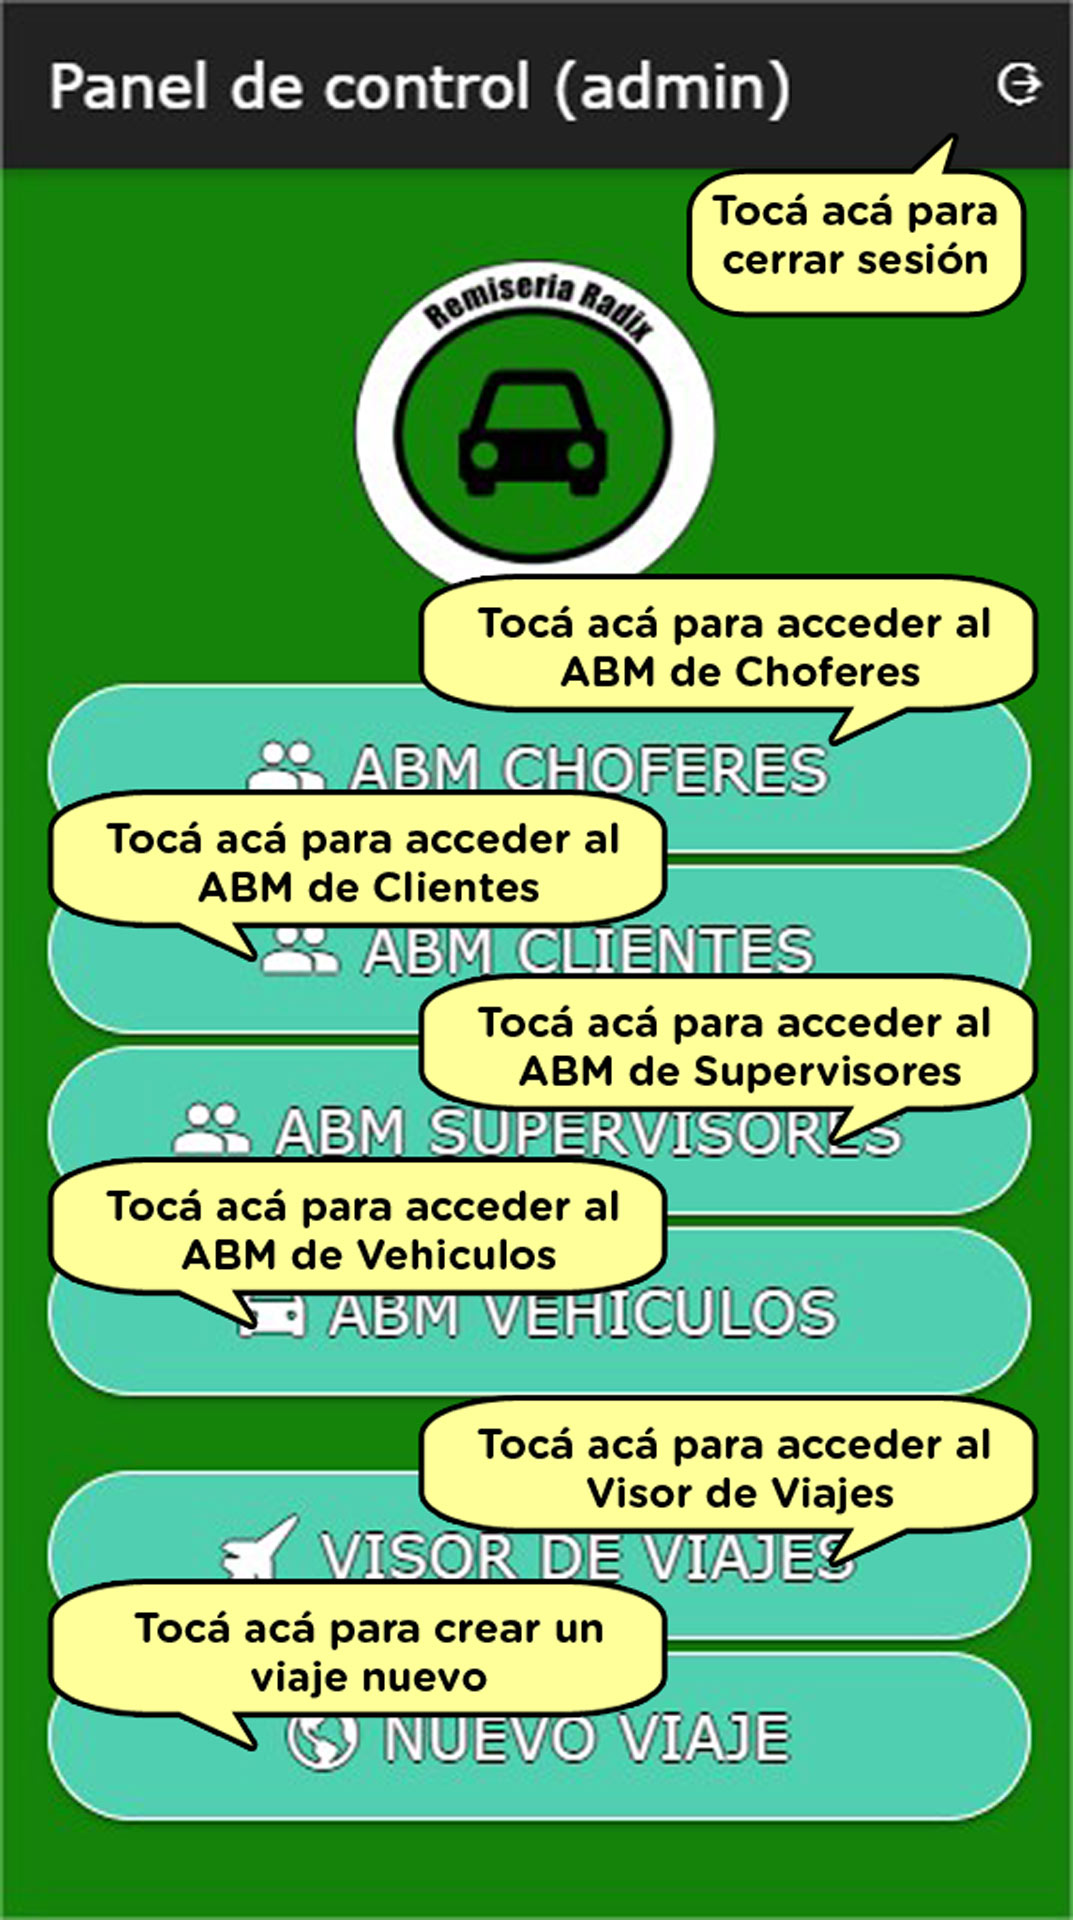 Panel de control (admin)
Tocá acá para
cerrar sesión
Remiseria Radix
Tocá acá para acceder al
ABM de Choferes
ABM CHOFERES
Tocá acá para acceder al
ABM de Clientes
ABM CLIENTES
Tocá acá para acceder al
ABM de Supervisores
ABM SUPERVISORES
Tocá acá para acceder al
ABM de Vehiculos
ABM VEHICULOS
Tocá acá para acceder al
Visor de Viajes
VISOR DE VIAJES
Tocá acá para crear un
viaje nuevo
NUEVO VIAJE